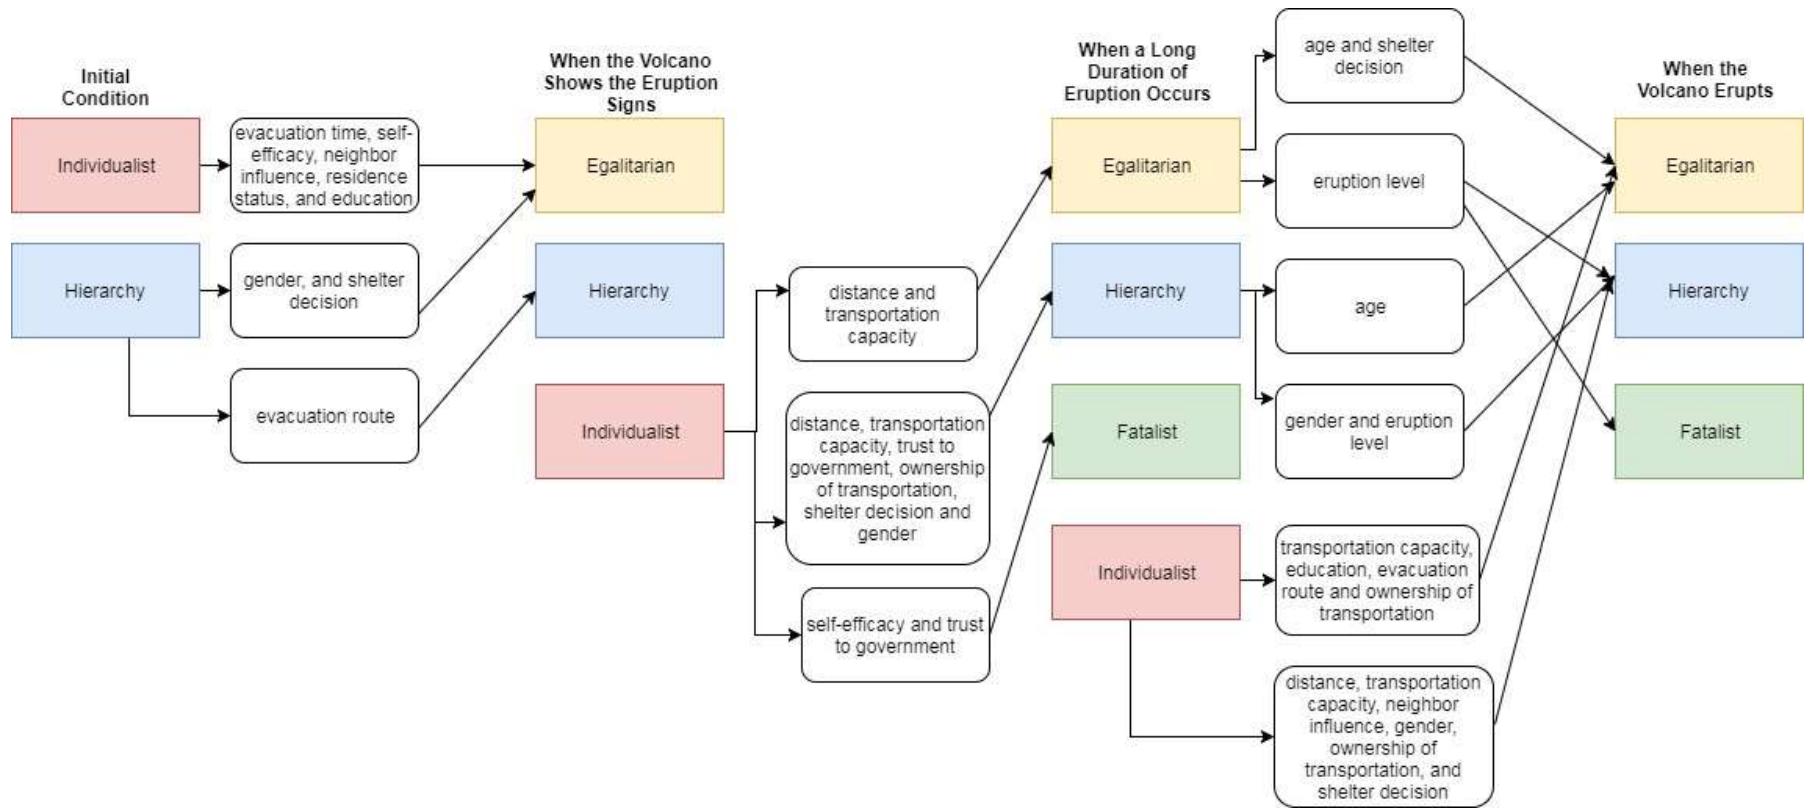 Initial
Condition
Individualist
Hierarchy
evacuation time, self-
efficacy, neighbor
influence, residence
status, and education
gender, and shelter
decision
evacuation route
When the Volcano
Shows the Eruption
Signs
Egalitarian
Hierarchy
Individualist
distance and
transportation
capacity
distance, transportation
capacity, trust to
government, ownership
of transportation,
shelter decision and
gender
self-efficacy and trust
to government
When a Long
Duration of
Eruption Occurs
Egalitarian
Hierarchy
Fatalist
Individualist
age and shelter
decision
eruption level
age
gender and eruption
level
transportation capacity,
education, evacuation
route and ownership of
transportation
distance, transportation
capacity, neighbor
influence, gender,
ownership of
transportation, and
shelter decision
When the
Volcano Erupts
Egalitarian
Hierarchy
Fatalist